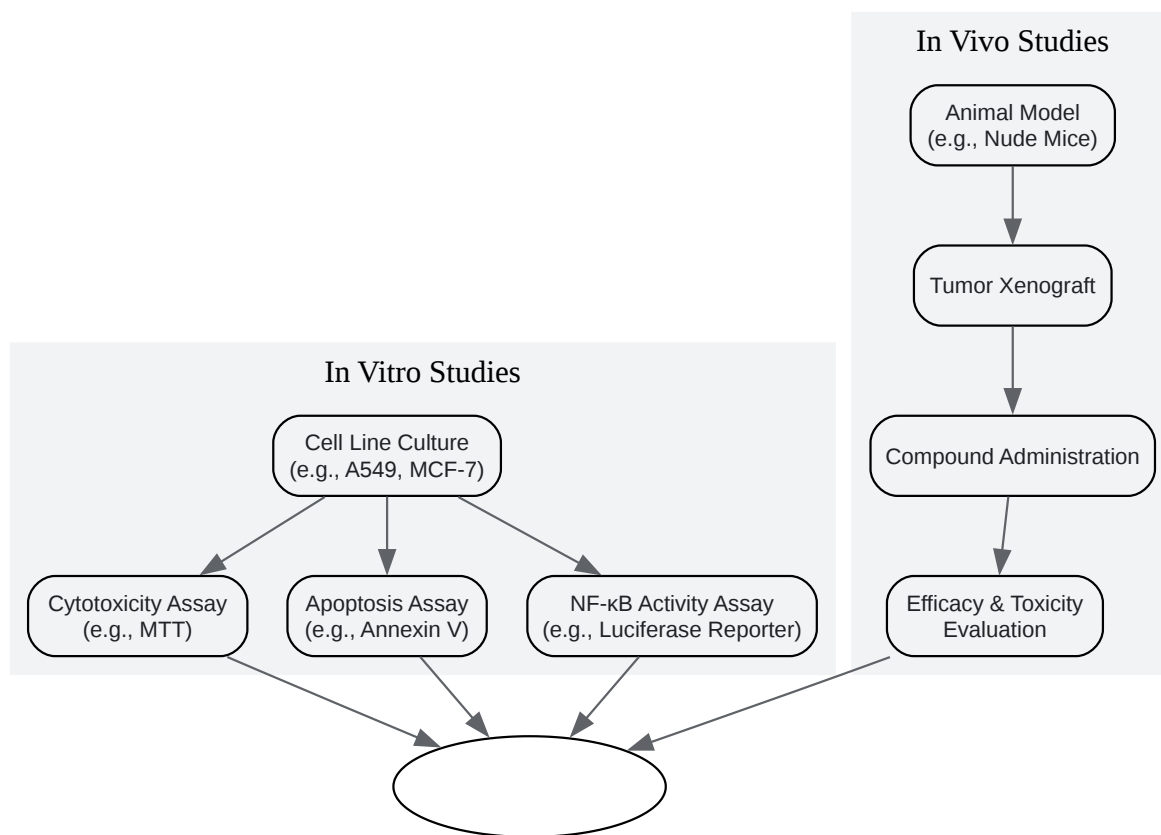 In Vivo Studies
Animal Model
(e.g., Nude Mice)
Tumor Xenograft
Compound Administration
Efficacy & Toxicity
Evaluation
In Vitro Studies
Cell Line Culture
(e.g., A549, MCF-7)
Cytotoxicity Assay
(e.g., MTT)
Apoptosis Assay
(e.g., Annexin V)
NF-κB Activity Assay
(e.g., Luciferase Reporter)